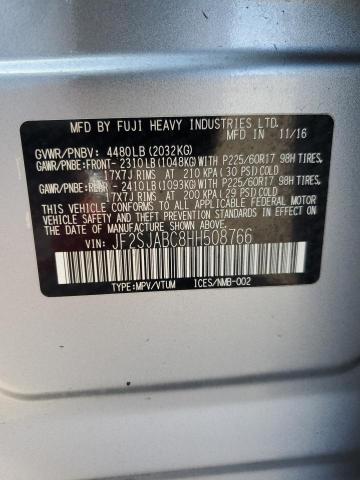 MFD BY FUJI HEAVY INDUSTRIES LTD.
MFD IN 11/16
GVWR/PNBV: 4480LB (2032KG)
GAWR/PNBE:FRONT- 2310LB(1048KG)WITH P225/60R17 98H TIRES,
17X7J RIMS AT 210 KPA(30 PSI)COLD
GAWR/PNBE:REAR - 2410LB(1093KG)WITH P225/60R17 98H TIRES,
17X7J RIMS AT 200 KPA(29 PSI)COLD
THIS VEHICLE CONFORMS TO ALL APPLICABLE
FEDERAL MOTOR VEHICLE SAFETY
STANDARDS IN EFFECT ON THE DATE OF
MANUFACTURE SHOWN ABOVE.
VIN: JF2SJABC8HH508766
TYPE:MPV/VTUM ICES/NMB-002